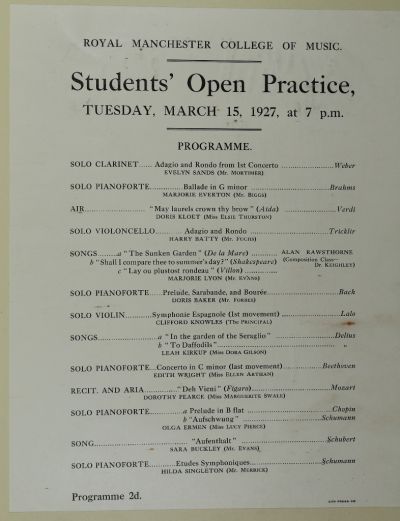 ROYAL MANCHESTER COLLEGE OF MUSIC.
Students' Open Practice,
TUESDAY, MARCH 15, 1927, at 7 p.m.
PROGRAMME.
SOLO CLARINET...... Adagio and Rondo from 1st Concerto ..................Weber
EVELYN SANDS (Mr. Mortimer)
SOLO PIANOFORTE...........Ballade in G minor ...........................Brahms
MARJORIE EVERTON (Mr. Biggs)
AIR........................... "May laurels crown thy brow" (Aida) ..................Verdi
DORIS KLOET (Miss Elsie Thurston)
SOLO VIOLONCELLO............ Adagio and Rondo ...........................Tricklir
HARRY BATTY (Mr. Fuchs)
SONGS.......a "The Sunken Garden" (De la Mare) ........... ALAN RAWSTHORNE
b "Shall I compare thee to summer's day?" (Shakespeare) (Composition Class—
c "Lay ou plustost rondeau" (Villon) .............. Dr. KEIGHLEY)
MARJORIE LYON (Mr. Evans) "
SOLO PIANOFORTE......Prelude, Sarabande, and Bourée.....................Bach
DORIS BAKER (Mr. Forbes)
SOLO VIOLIN............Symphonie Espagnole (1st movement) ..................Lalo
CLIFFORD KNOWLES (The Principal)
SONGS..................... a "In the garden of the Seraglio" ..................Delius
b "To Daffodils"........................... "
LEAH KIRKUP (Miss Dora Gilson)
SOLO PIANOFORTE...Concerto in C minor (last movement)...............Beethoven
EDITH WRIGHT (Miss Ellen Arthan)
RECIT. AND ARIA............"Deh Vieni" (Figaro)...........................Mozart
DOROTHY PEARCE (Miss Marguerite Swale)
SOLO PIANOFORTE............a Prelude in B flat ........................Chopin
b "Aufschwung" ........................Schumann
OLGA ERMEN (Miss Lucy Pierce)
SONG........................... "Aufenthalt" ...........................Schubert
SARA BUCKLEY (Mr. Evans)
SOLO PIANOFORTE.........Etudes Symphoniques........................Schumann
HILDA SINGLETON (Mr. Merrick)
Programme 2d.